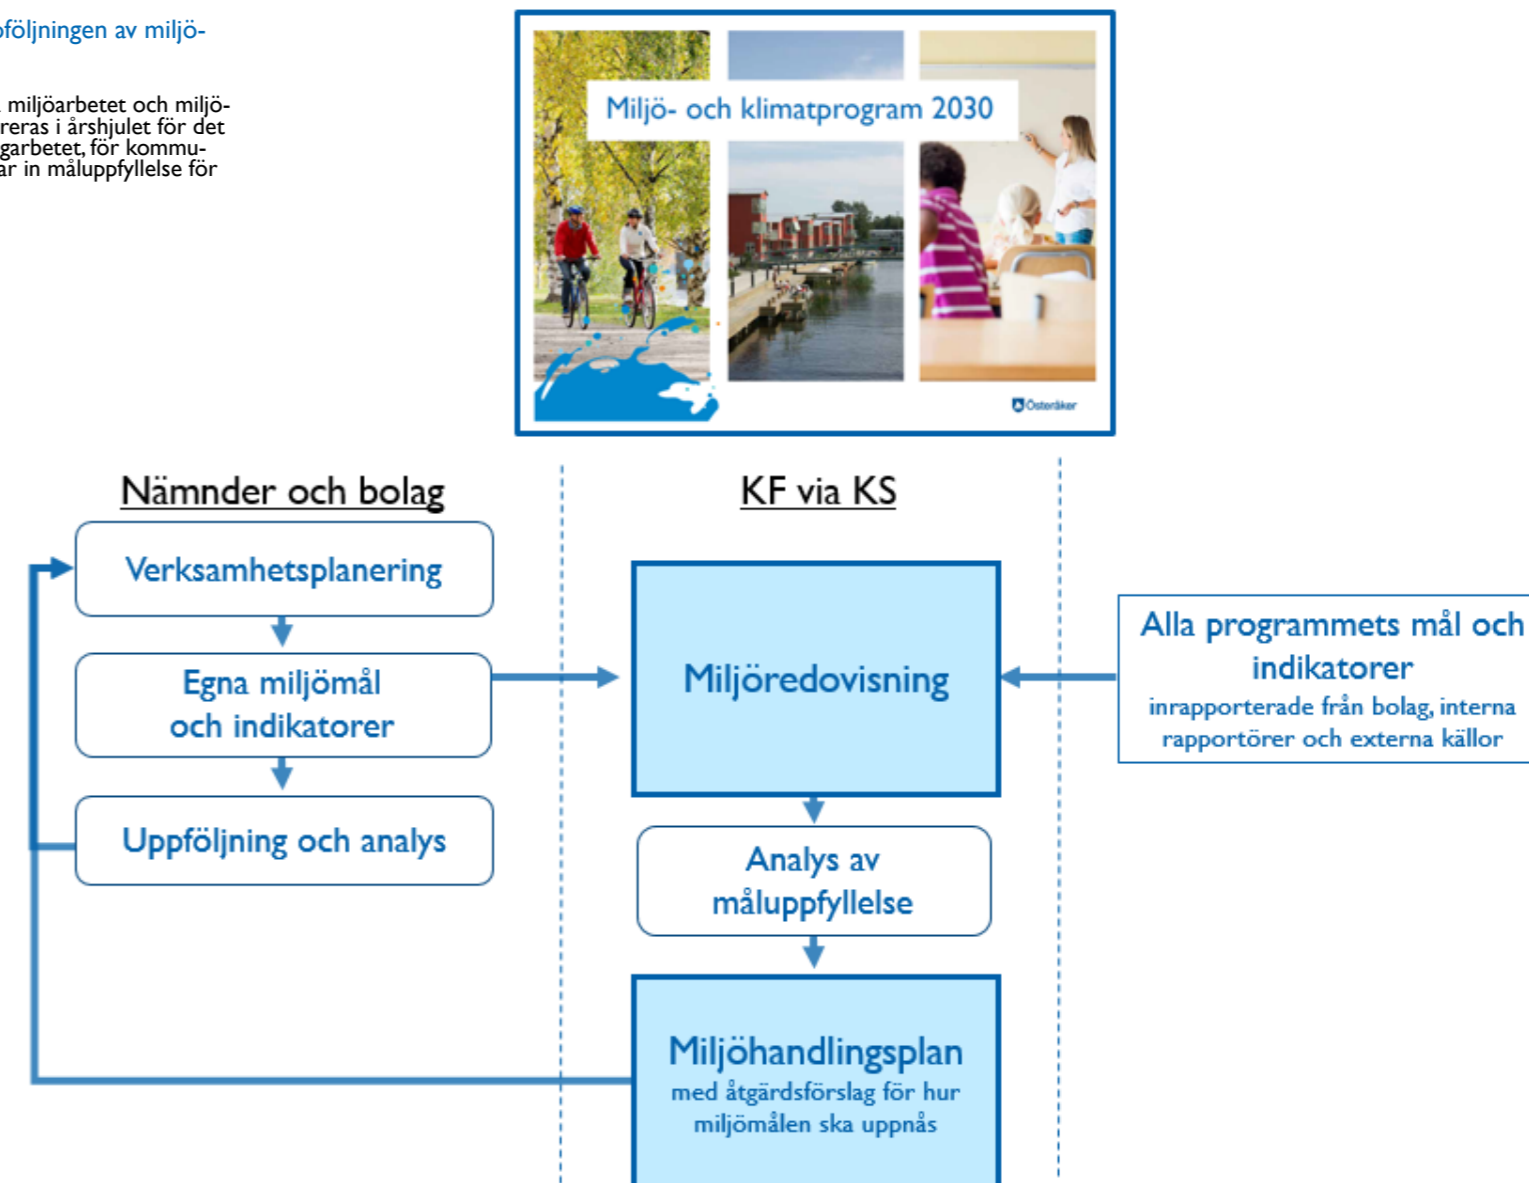 följningen av miljö-
miljöarbetet och miljö-
reras i årshjulet för det
garbetet, för kommu-
ar in måluppfyllelse för
Miljö- och klimatprogram 2030
Österåker
Nämnder och bolag
Verksamhetsplanering
Egna miljömål
och indikatorer
Uppföljning och analys
KF via KS
Miljöredovisning
Analys av
måluppfyllelse
Miljöhandlingsplan
med åtgärdsförslag för hur
miljömålen ska uppnås
Alla programmets mål och
indikatorer
inrapporterade från bolag, interna
rapportörer och externa källor